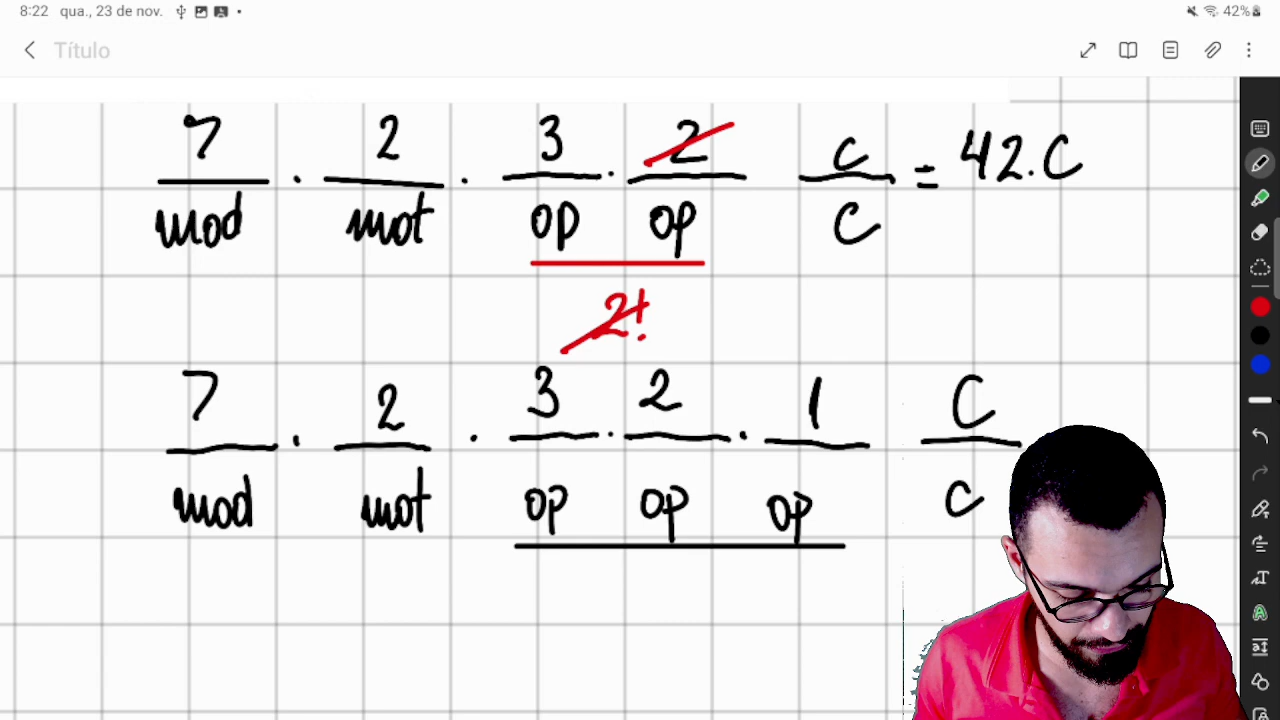 8:22 qua., 23 de nov. 42%
Título
7 2 3 2 C
mod . mot . op . op C = 42.C
2!
7 2 3 2 1 C
mod . mot . op . op . op C